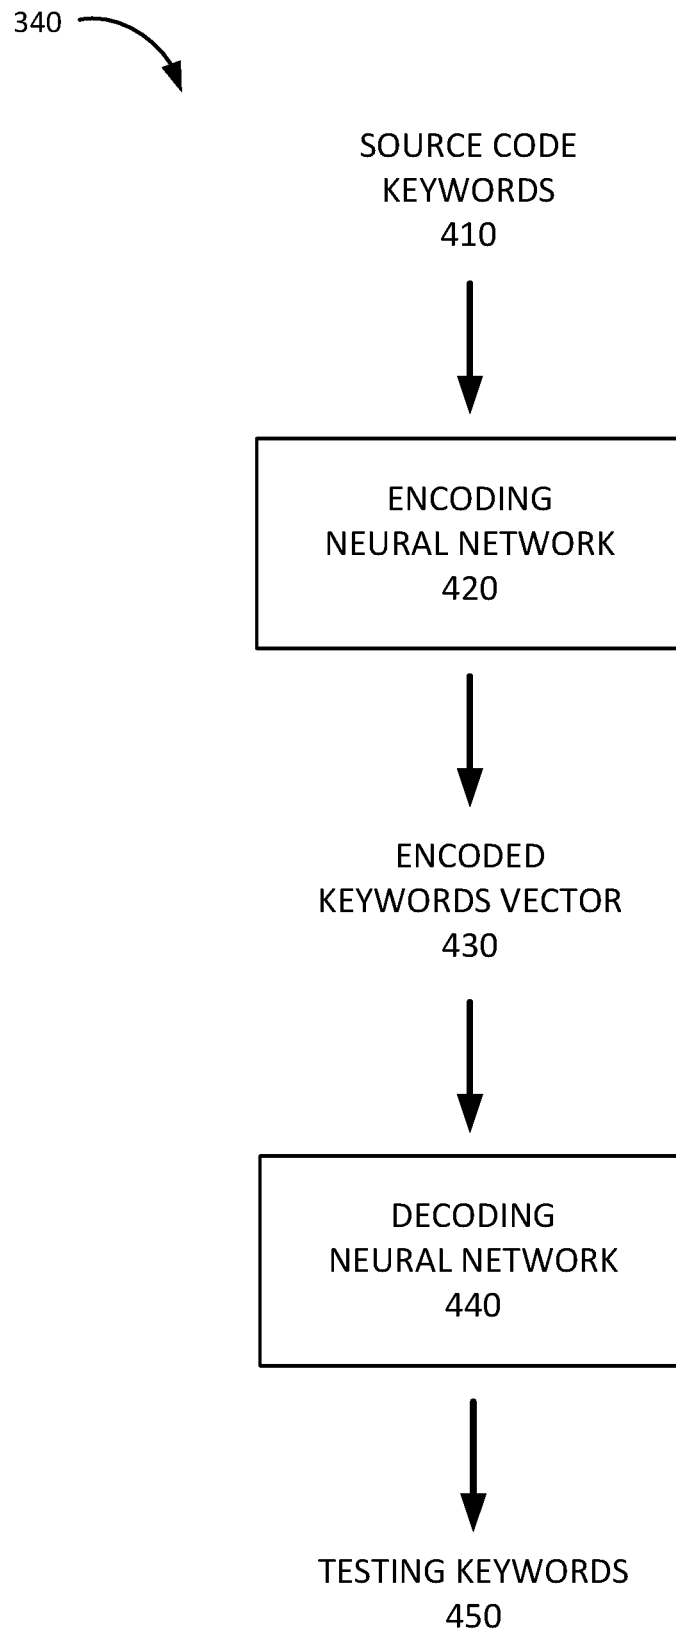 340
SOURCE CODE
KEYWORDS
410
ENCODING
NEURAL NETWORK
420
ENCODED
KEYWORDS VECTOR
430
DECODING
NEURAL NETWORK
440
TESTING KEYWORDS
450